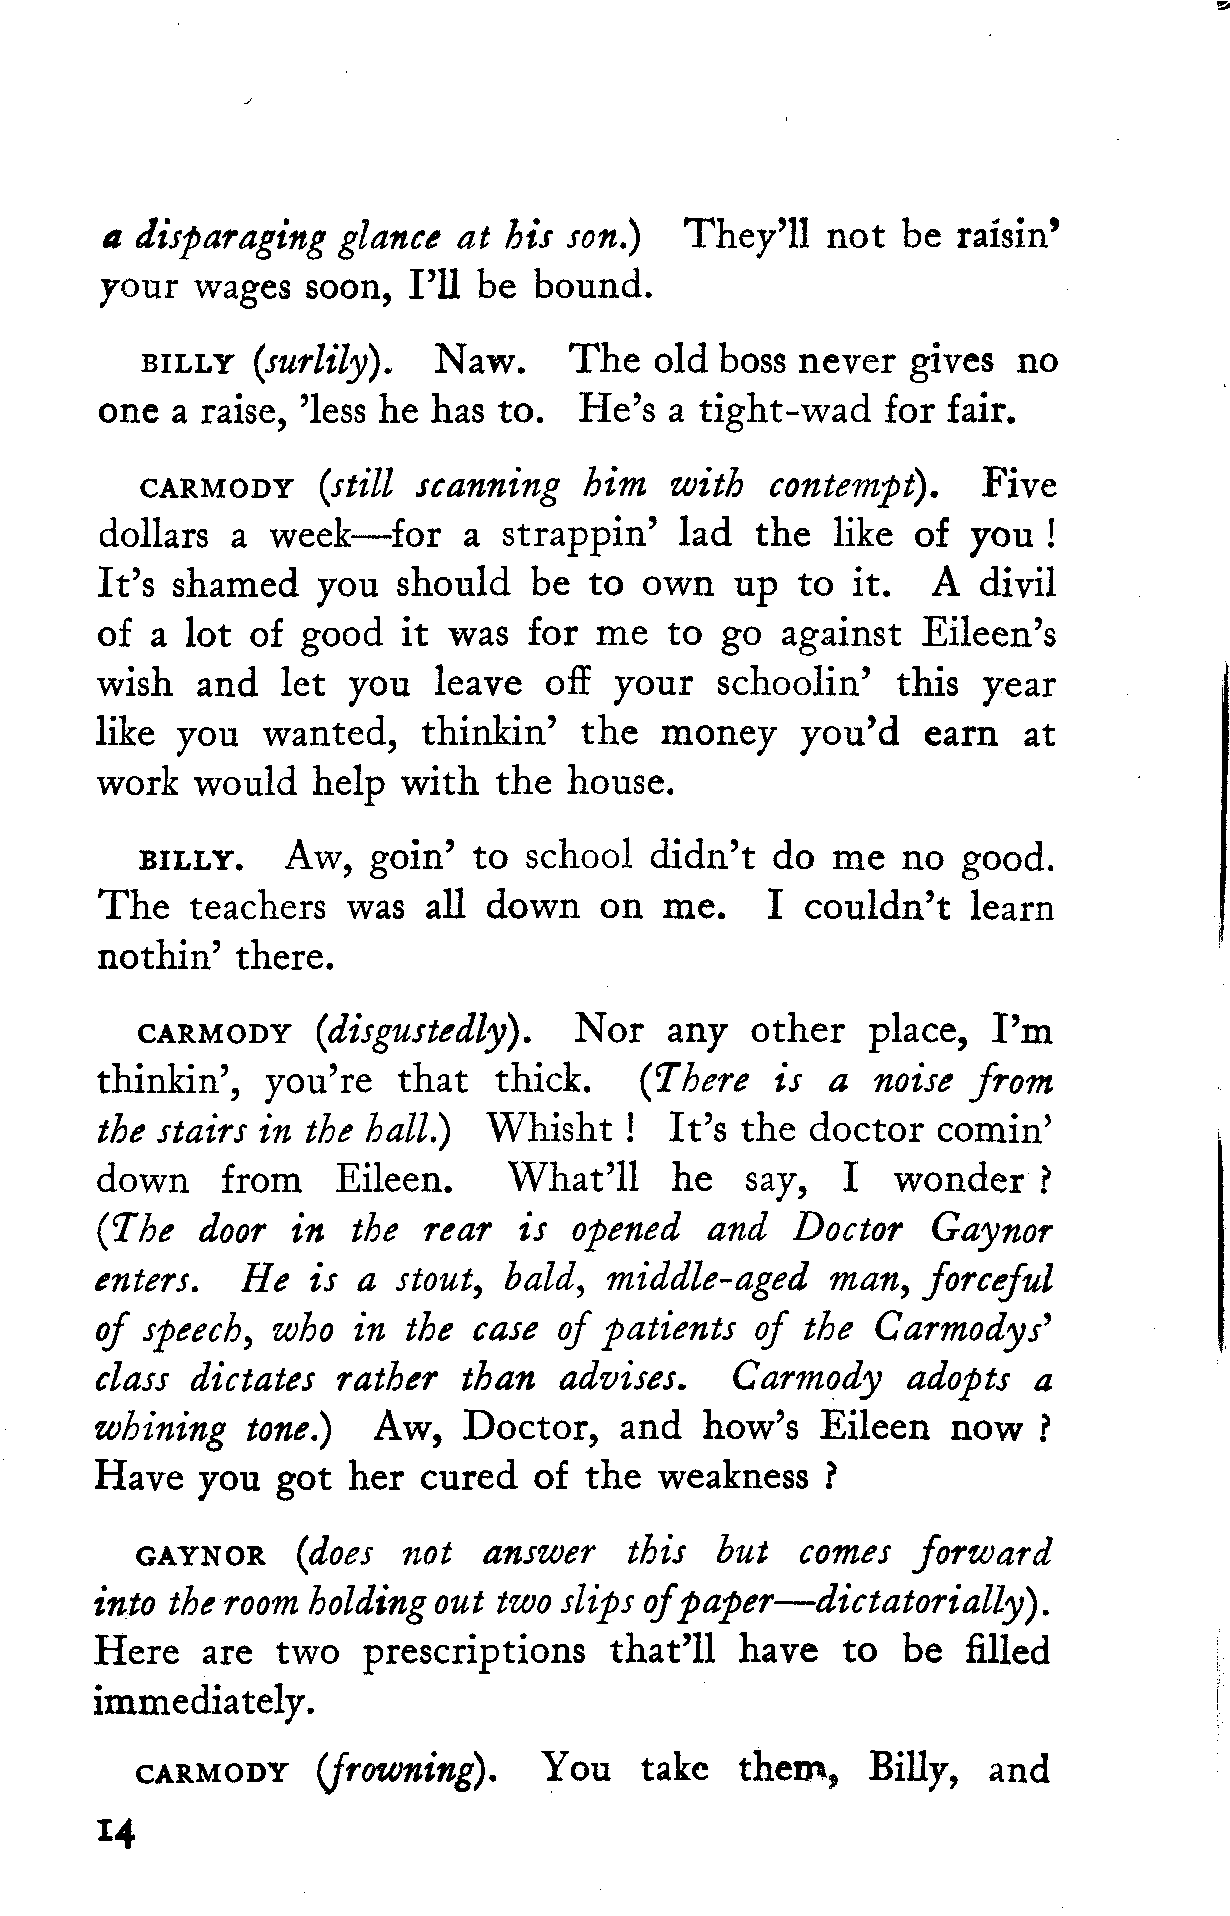 a disparaging glance at his son.) They'll not be raisin'
your wages soon, I'll be bound.
BILLY (surlily). Naw. The old boss never gives no
one a raise, 'less he has to. He's a tight-wad for fair.
CARMODY (still scanning him with contempt). Five
dollars a week—for a strappin' lad the like of you !
It's shamed you should be to own up to it. A divil
of a lot of good it was for me to go against Eileen's
wish and let you leave off your schoolin' this year
like you wanted, thinkin' the money you'd earn at
work would help with the house.
BILLY. Aw, goin' to school didn't do me no good.
The teachers was all down on me. I couldn't learn
nothin' there.
CARMODY (disgustedly). Nor any other place, I'm
thinkin', you're that thick. (There is a noise from
the stairs in the hall.) Whisht ! It's the doctor comin'
down from Eileen. What'll he say, I wonder ?
(The door in the rear is opened and Doctor Gaynor
enters. He is a stout, bald, middle-aged man, forceful
of speech, who in the case of patients of the Carmodys'
class dictates rather than advises. Carmody adopts a
whining tone.) Aw, Doctor, and how's Eileen now ?
Have you got her cured of the weakness ?
GAYNOR (does not answer this but comes forward
into the room holding out two slips of paper—dictatorially).
Here are two prescriptions that'll have to be filled
immediately.
CARMODY (frowning). You take them, Billy, and
14